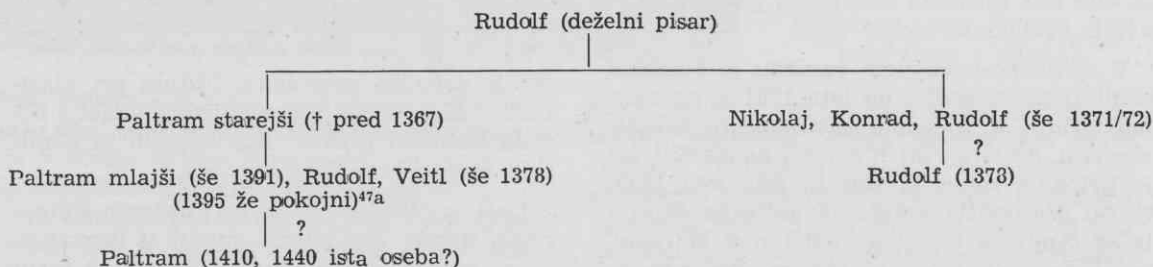 Rudolf (deželni pisar)
Paltram starejši († pred 1367)
Nikolaj, Konrad, Rudolf (še 1371/72)
?
Paltram mlajši (še 1391), Rudolf, Veitl (še 1378)
Rudolf (1373)
(1395 že pokojni)47a
?
Paltram (1410, 1440 ista oseba?)